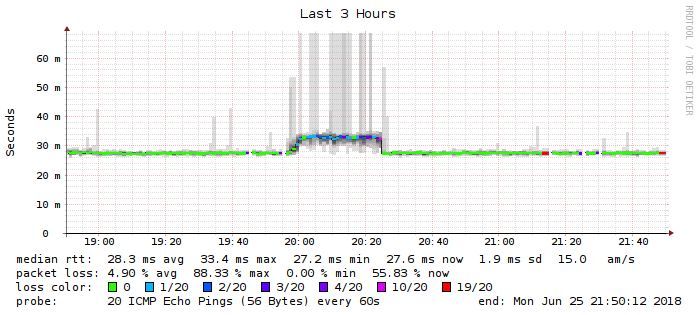 Last 3 Hours
RRDTOOL / TOBI OETIKER
Seconds
60 m
50 m
40 m
30 m
20 m
10 m
0
19:00 19:20 19:40 20:00 20:20 20:40 21:00 21:20 21:40
median rtt: 28.3 ms avg 33.4 ms max 27.2 ms min 27.6 ms now 1.9 ms sd 15.0 am/s
packet loss: 4.90 % avg 88.33 % max 0.00 % min 55.83 % now
loss color: 0 1/20 2/20 3/20 4/20 10/20 19/20
probe: 20 ICMP Echo Pings (56 Bytes) every 60s end: Mon Jun 25 21:50:12 2018